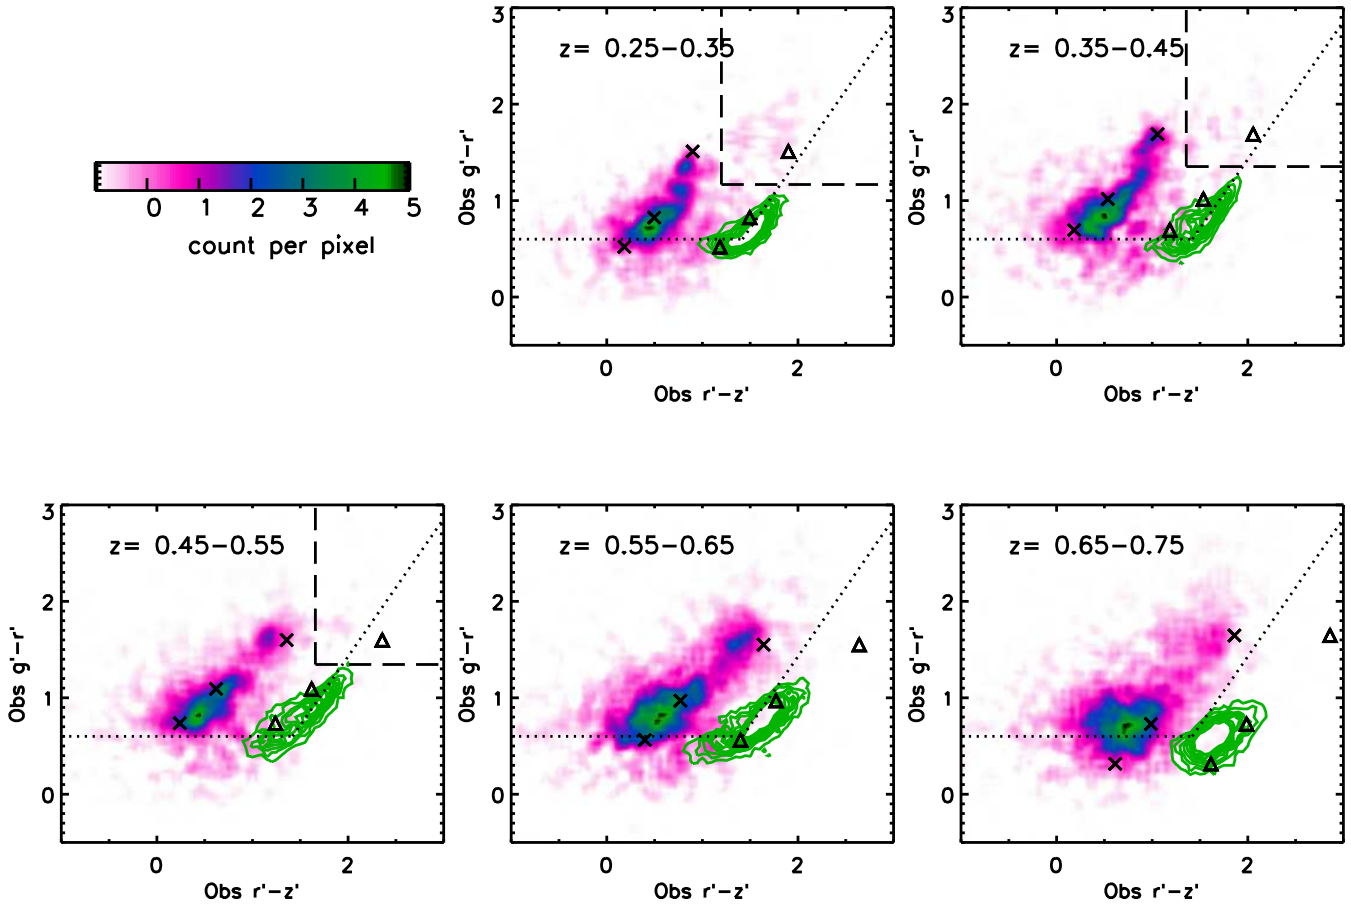 0 1 2 3 4 5
count per pixel
3
2
1
0
Obs g'-r'
z= 0.25-0.35
0 2
Obs r'-z'
3
2
1
0
Obs g'-r'
z= 0.35-0.45
0 2
Obs r'-z'
3
2
1
0
Obs g'-r'
z= 0.45-0.55
0 2
Obs r'-z'
3
2
1
0
Obs g'-r'
z= 0.55-0.65
0 2
Obs r'-z'
3
2
1
0
Obs g'-r'
z= 0.65-0.75
0 2
Obs r'-z'